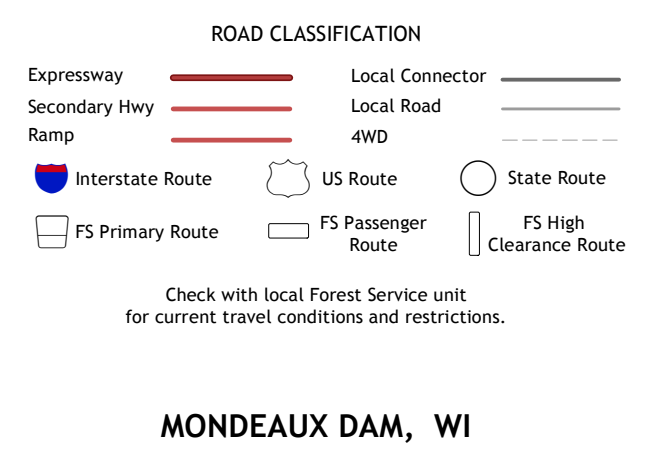 ROAD CLASSIFICATION
Expressway
Local Connector
Secondary Hwy
Local Road
Ramp
4WD
Interstate Route
US Route
State Route
FS Primary Route
FS Passenger
Route
FS High
Clearance Route
Check with local Forest Service unit
for current travel conditions and restrictions.
MONDEAUX DAM, WI